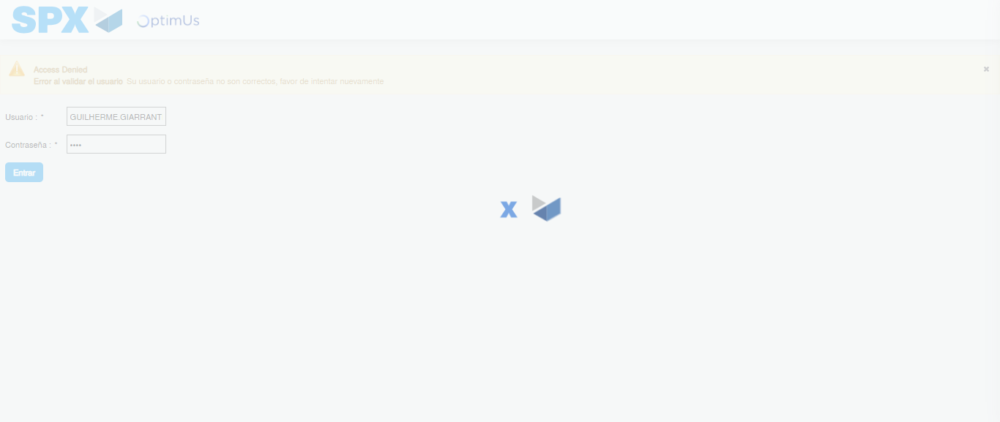 SPX OptimUs
Access Denied
Error al validar el usuario Su usuario o contraseña no son correctos, favor de intentar nuevamente
Usuario : * GUILHERME.GIARRANT
Contraseña : * ••••
Entrar
X